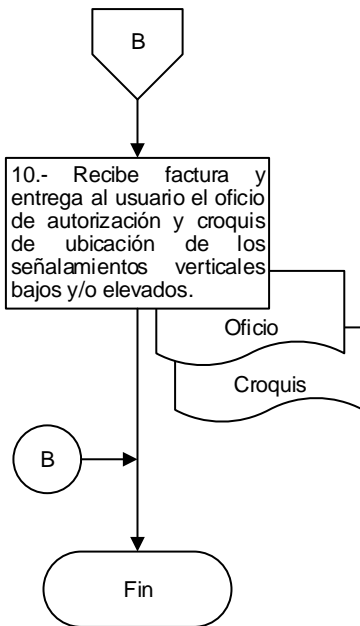 B
10.- Recibe factura y
entrega al usuario el oficio
de autorización y croquis
de ubicación de los
señalamientos verticales
bajos y/o elevados.
Oficio
Croquis
B
Fin